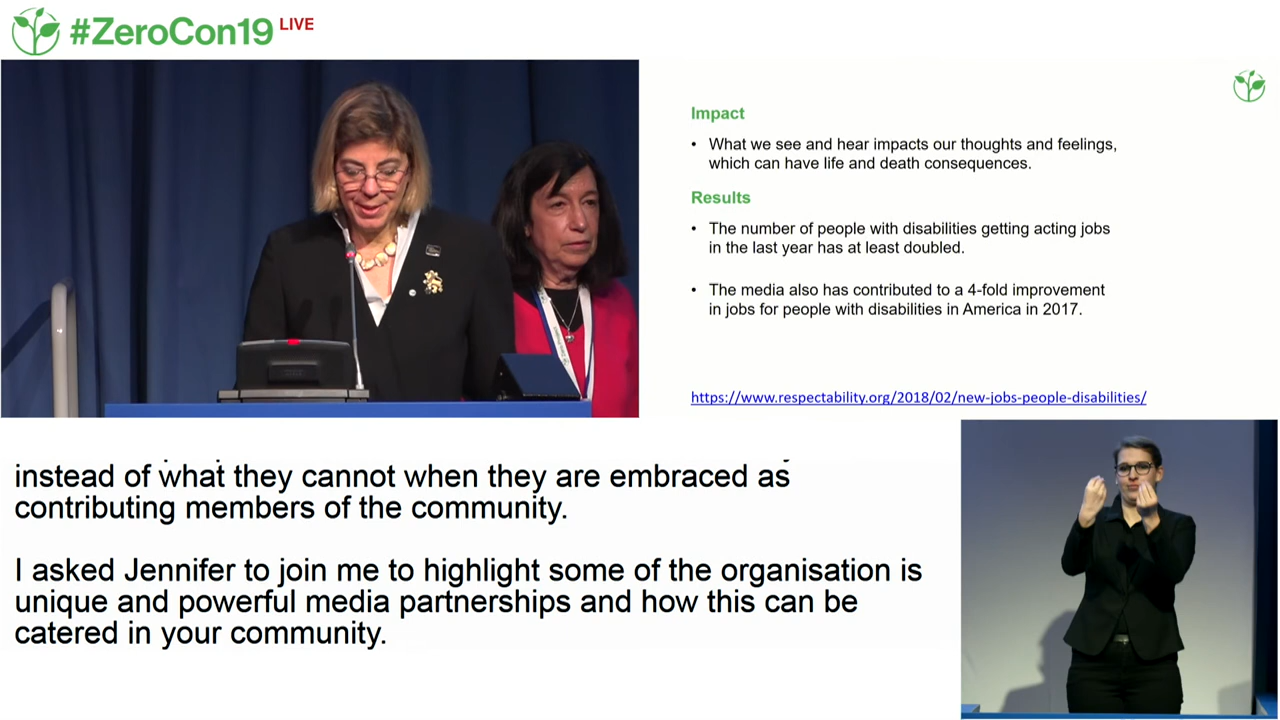 #ZeroCon19 LIVE
Impact
• What we see and hear impacts our thoughts and feelings,
which can have life and death consequences.
Results
• The number of people with disabilities getting acting jobs
in the last year has at least doubled.
• The media also has contributed to a 4-fold improvement
in jobs for people with disabilities in America in 2017.
https://www.respectability.org/2018/02/new-jobs-people-disabilities/
instead of what they cannot when they are embraced as
contributing members of the community.
I asked Jennifer to join me to highlight some of the organisation is
unique and powerful media partnerships and how this can be
catered in your community.